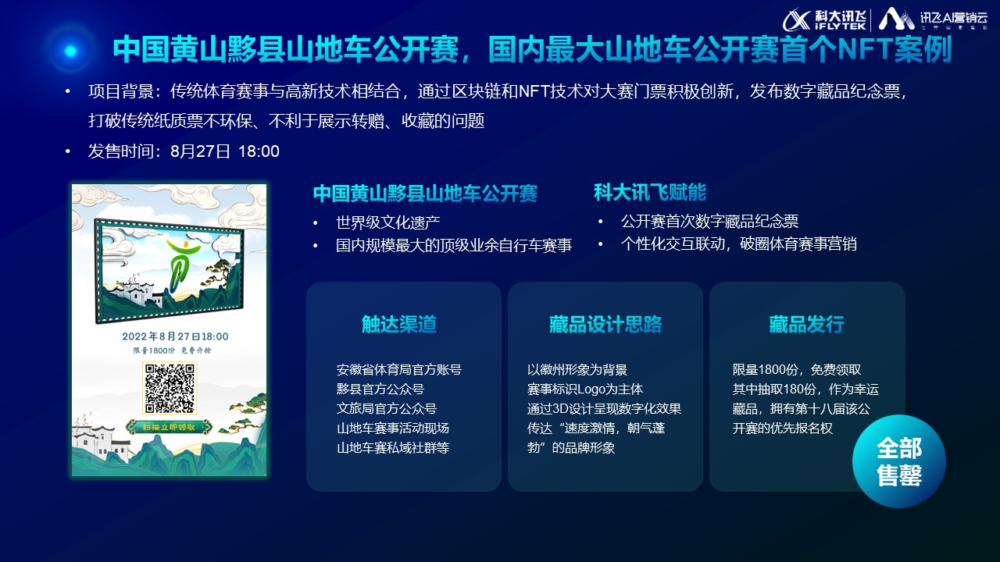 科大讯飞
iFLYTEK
讯飞AI营销云
中国黄山黟县山地车公开赛，国内最大山地车公开赛首个NFT案例
• 项目背景：传统体育赛事与高新技术相结合，通过区块链和NFT技术对大赛门票积极创新，发布数字藏品纪念票，
打破传统纸质票不环保、不利于展示转赠、收藏的问题
• 发售时间：8月27日 18:00
2022年8月27日18:00
限量1800份 免费开抢
扫描立即领取
中国黄山黟县山地车公开赛
• 世界级文化遗产
• 国内规模最大的顶级业余自行车赛事
科大讯飞赋能
• 公开赛首次数字藏品纪念票
• 个性化交互联动，破圈体育赛事营销
触达渠道
安徽省体育局官方账号
黟县官方公众号
文旅局官方公众号
山地车赛事活动现场
山地车赛私域社群等
藏品设计思路
以徽州形象为背景
赛事标识Logo为主体
通过3D设计呈现数字化效果
传达“速度激情，朝气蓬
勃”的品牌形象
藏品发行
限量1800份，免费领取
其中抽取180份，作为幸运
藏品，拥有第十八届该公
开赛的优先报名权
全部
售罄